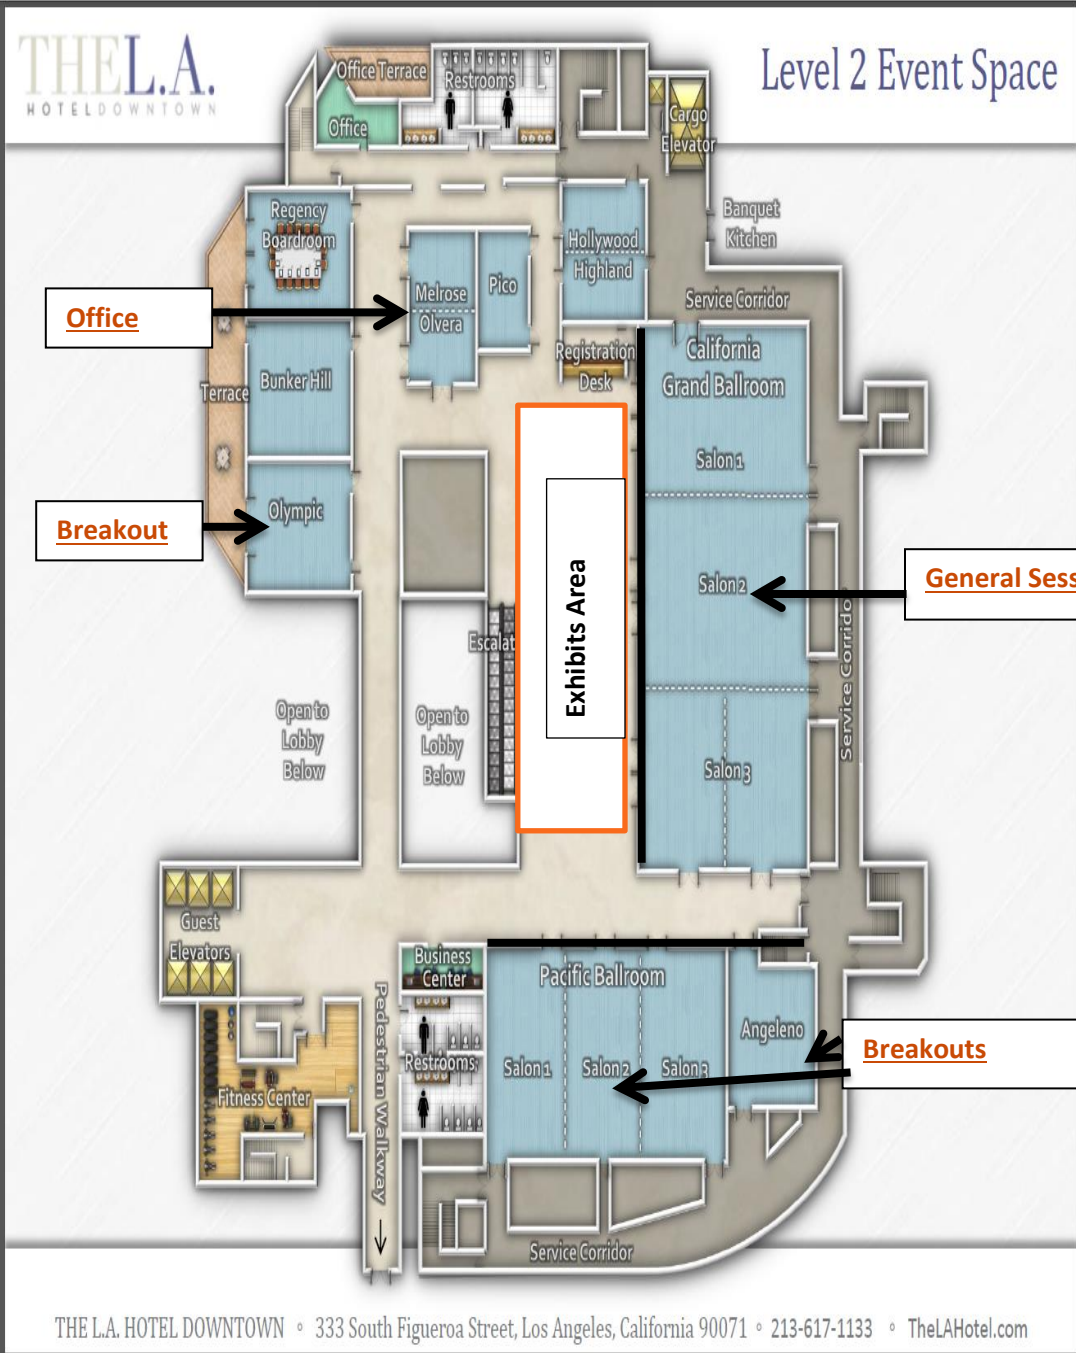 THEL.A.
HOTELDOWNTOWN
Level 2 Event Space
Office Terrace
Restrooms
Office
Cargo
Elevator
Regency
Boardroom
Banquet
Kitchen
Hollywood
Highland
Melrose
Olvera
Pico
Service Corridor
Office
Registration
Desk
California
Grand Ballroom
Terrace
Bunker Hill
Salon 1
Breakout
Olympic
Exhibits Area
Salon 2
General Sess
Escalat
Service Corridor
Open to
Lobby
Below
Open to
Lobby
Below
Salon 3
Guest
Elevators
Business
Center
Pacific Ballroom
Pedestrian Walkway
Angeleno
Breakouts
Restrooms
Salon 1
Salon 2
Salon 3
Fitness Center
Service Corridor
THE L.A. HOTEL DOWNTOWN ◦ 333 South Figueroa Street, Los Angeles, California 90071 ◦ 213-617-1133 ◦ TheLAHotel.com